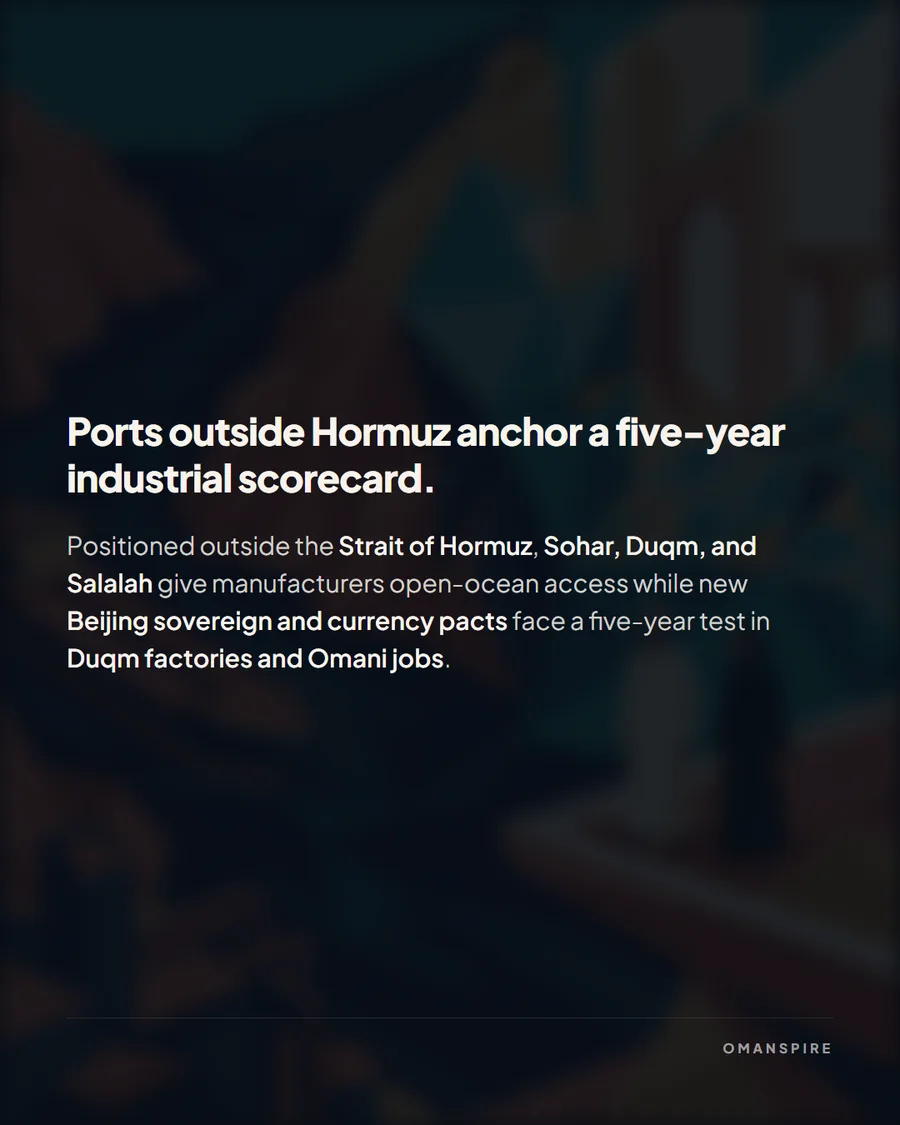 Ports outside Hormuz anchor a five-year
industrial scorecard.
Positioned outside the Strait of Hormuz, Sohar, Duqm, and
Salalah give manufacturers open-ocean access while new
Beijing sovereign and currency pacts face a five-year test in
Duqm factories and Omani jobs.
OMANSPIRE